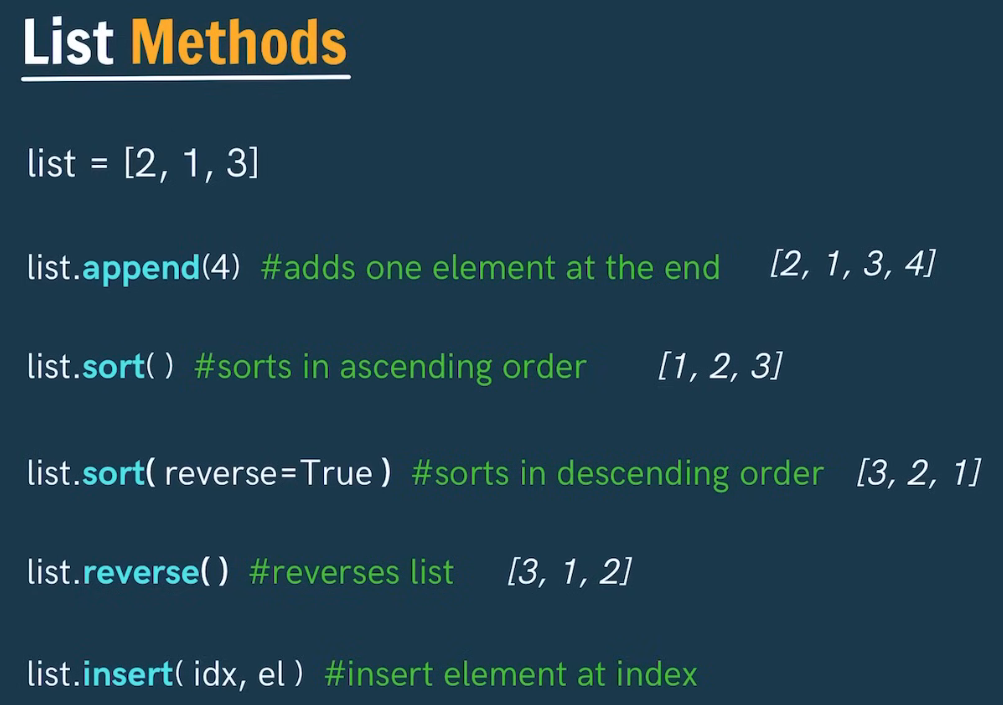 List Methods
list = [2, 1, 3]
list.append(4) #adds one element at the end [2, 1, 3, 4]
list.sort( ) #sorts in ascending order [1, 2, 3]
list.sort( reverse=True ) #sorts in descending order [3, 2, 1]
list.reverse( ) #reverses list [3, 1, 2]
list.insert( idx, el ) #insert element at index